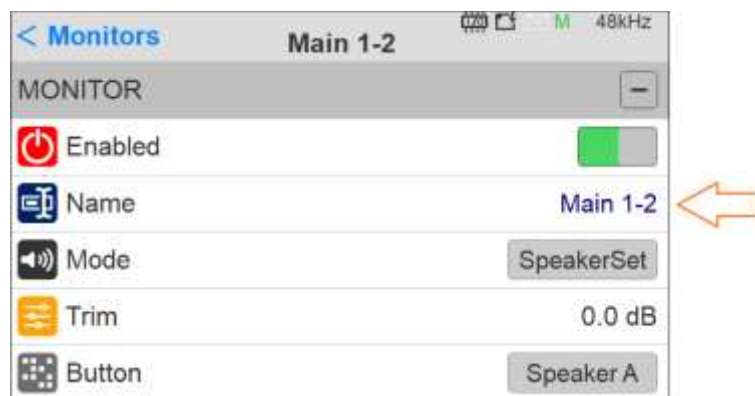 < Monitors
Main 1-2
M 48kHz
MONITOR
Enabled
Name Main 1-2
Mode SpeakerSet
Trim 0.0 dB
Button Speaker A